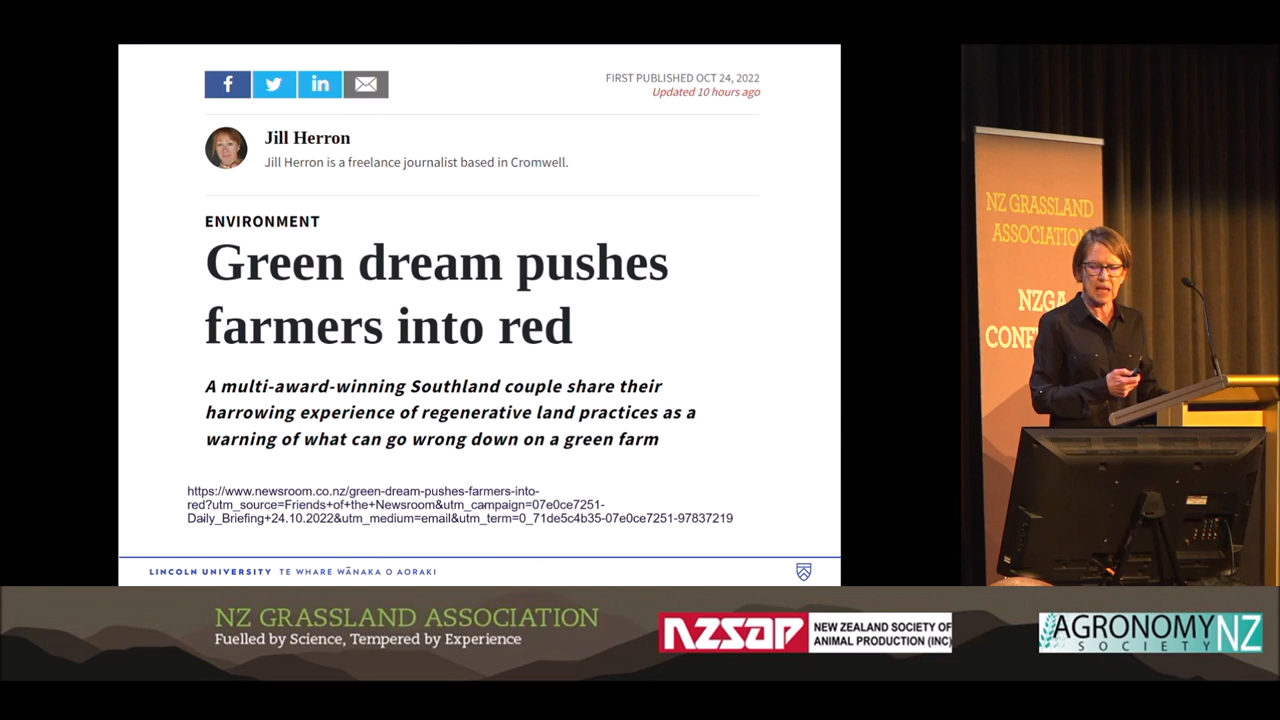 f in
FIRST PUBLISHED OCT 24, 2022
Updated 10 hours ago
Jill Herron
Jill Herron is a freelance journalist based in Cromwell.
ENVIRONMENT
Green dream pushes
farmers into red
A multi-award-winning Southland couple share their
harrowing experience of regenerative land practices as a
warning of what can go wrong down on a green farm
https://www.newsroom.co.nz/green-dream-pushes-farmers-into-
red?utm_source=Friends+of+the+Newsroom&utm_campaign=07e0ce7251-
Daily_Briefing+24.10.2022&utm_medium=email&utm_term=0_71de5c4b35-07e0ce7251-97837219
LINCOLN UNIVERSITY TE WHARE WĀNAKA O AORAKI
NZ GRASSLAND
ASSOCIATION
NZGA
NZ GRASSLAND ASSOCIATION
Fuelled by Science, Tempered by Experience
NZSAP
NEW ZEALAND SOCIETY OF
ANIMAL PRODUCTION (INC)
AGRONOMY NZ
SOCIETY